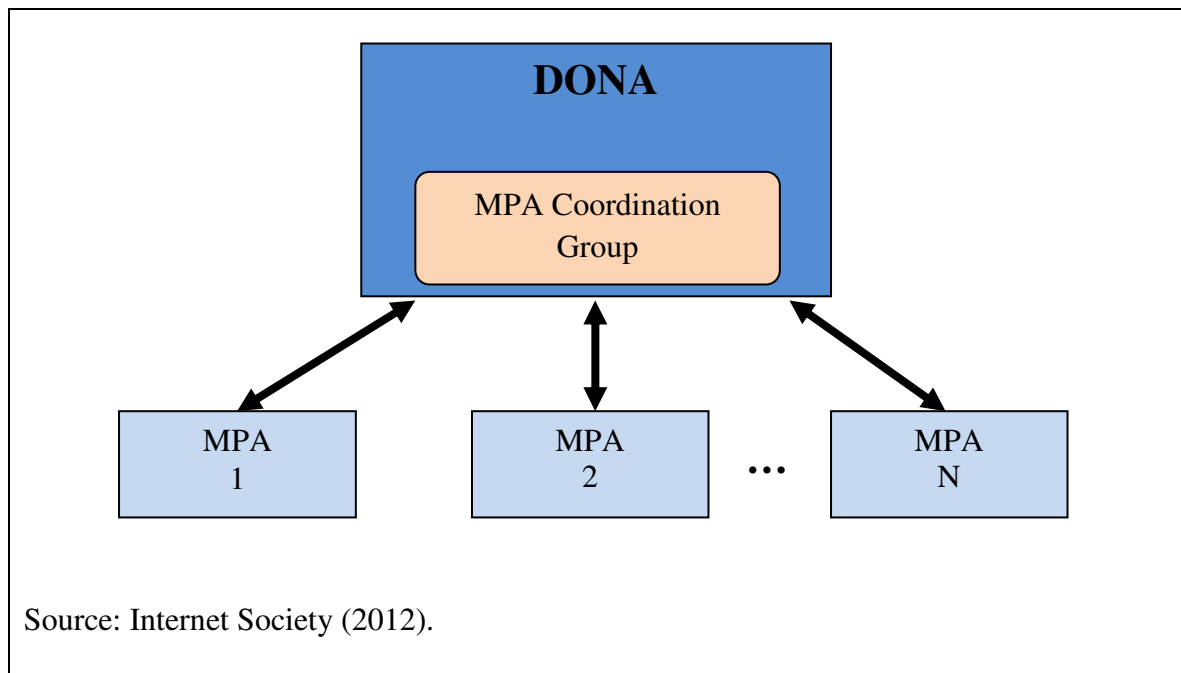 DONA
MPA Coordination
Group
MPA
1
MPA
2
...
MPA
N
Source: Internet Society (2012).